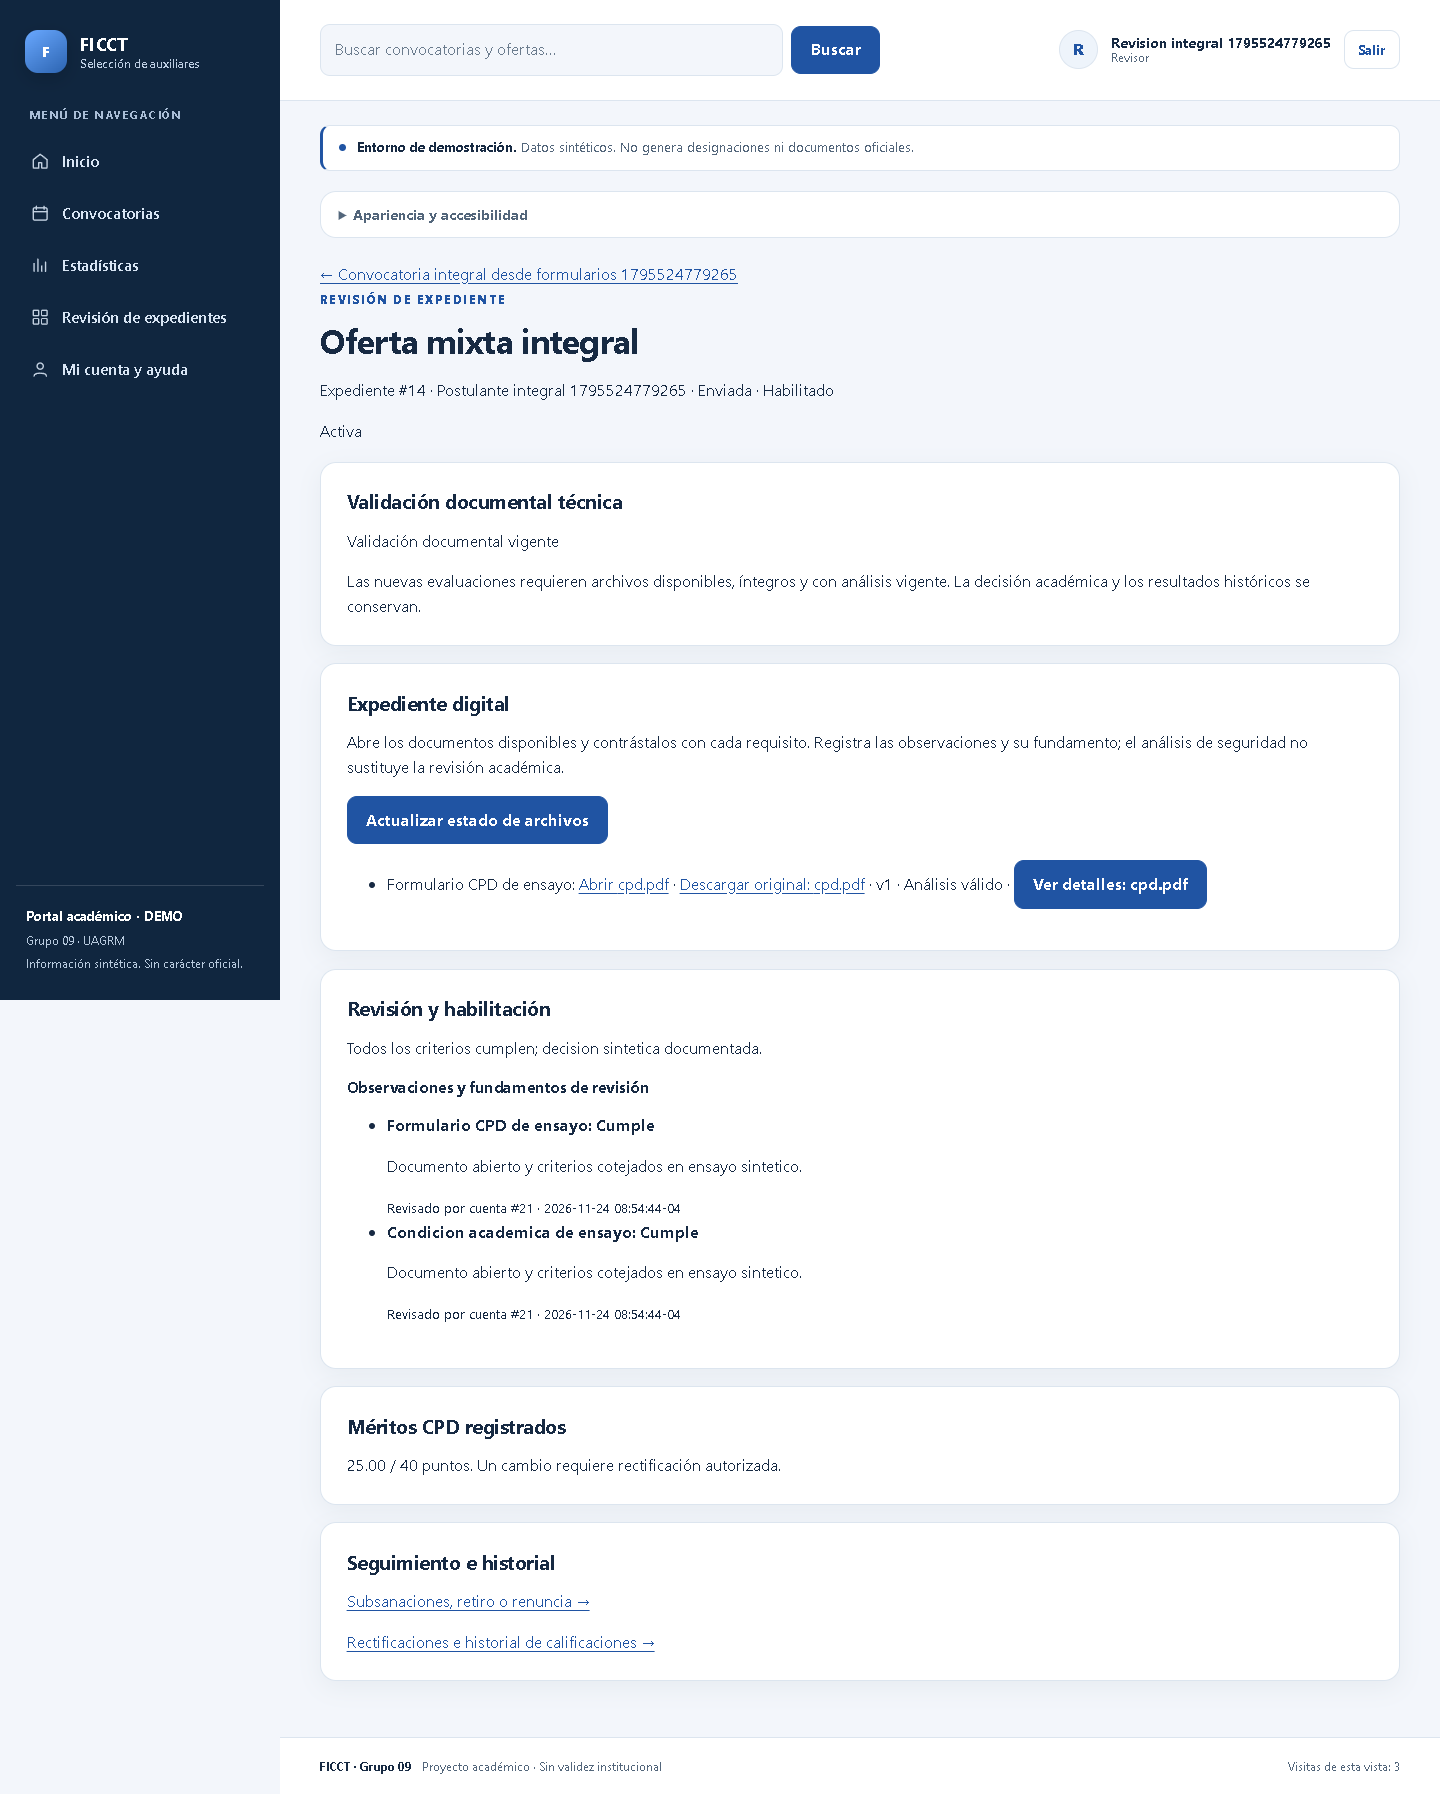 F
FICCT
Selección de auxiliares
MENÚ DE NAVEGACIÓN
Inicio
Convocatorias
Estadísticas
Revisión de expedientes
Mi cuenta y ayuda
Portal académico · DEMO
Grupo 09 · UAGRM
Información sintética. Sin carácter oficial.
Buscar convocatorias y ofertas...
Buscar
R
Revision integral 1795524779265
Revisor
Salir
Entorno de demostración. Datos sintéticos. No genera designaciones ni documentos oficiales.
▶ Apariencia y accesibilidad
← Convocatoria integral desde formularios 1795524779265
REVISIÓN DE EXPEDIENTE
Oferta mixta integral
Expediente #14 · Postulante integral 1795524779265 · Enviada · Habilitado
Activa
Validación documental técnica
Validación documental vigente
Las nuevas evaluaciones requieren archivos disponibles, íntegros y con análisis vigente. La decisión académica y los resultados históricos se
conservan.
Expediente digital
Abre los documentos disponibles y contrástalos con cada requisito. Registra las observaciones y su fundamento; el análisis de seguridad no
sustituye la revisión académica.
Actualizar estado de archivos
• Formulario CPD de ensayo: Abrir cpd.pdf · Descargar original: cpd.pdf · v1 · Análisis válido · Ver detalles: cpd.pdf
Revisión y habilitación
Todos los criterios cumplen; decision sintetica documentada.
Observaciones y fundamentos de revisión
• Formulario CPD de ensayo: Cumple
Documento abierto y criterios cotejados en ensayo sintetico.
Revisado por cuenta #21 · 2026-11-24 08:54:44-04
• Condicion academica de ensayo: Cumple
Documento abierto y criterios cotejados en ensayo sintetico.
Revisado por cuenta #21 · 2026-11-24 08:54:44-04
Méritos CPD registrados
25.00 / 40 puntos. Un cambio requiere rectificación autorizada.
Seguimiento e historial
Subsanaciones, retiro o renuncia →
Rectificaciones e historial de calificaciones →
FICCT · Grupo 09 Proyecto académico · Sin validez institucional
Visitas de esta vista: 3